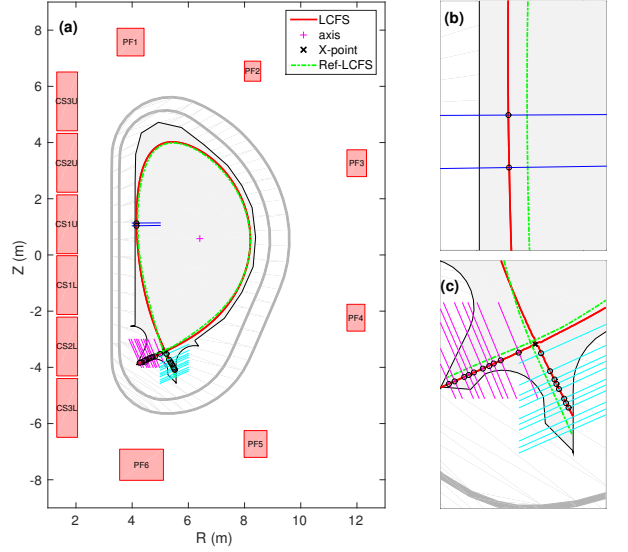 (a)
LCFS
axis
X-point
Ref-LCFS
PF1
PF2
PF3
PF4
PF5
PF6
CS3U
CS2U
CS1U
CS1L
CS2L
CS3L
8
6
4
2
0
-2
-4
-6
-8
Z (m)
2
4
6
8
10
12
R (m)
(b)
(c)